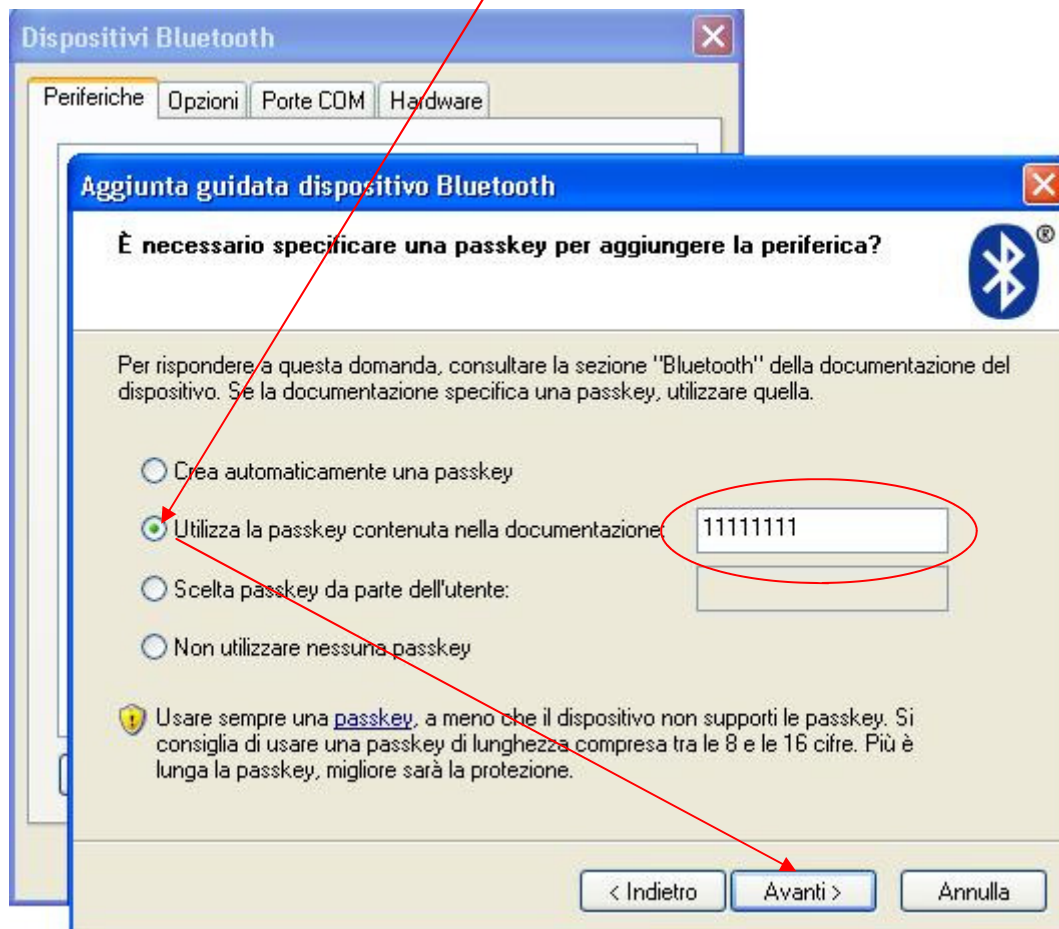 Dispositivi Bluetooth
Periferiche Opzioni Porte COM Hardware
Aggiunta guidata dispositivo Bluetooth
È necessario specificare una passkey per aggiungere la periferica?
®
Per rispondere a questa domanda, consultare la sezione "Bluetooth" della documentazione del
dispositivo. Se la documentazione specifica una passkey, utilizzare quella.
Crea automaticamente una passkey
Utilizza la passkey contenuta nella documentazione: 11111111
Scelta passkey da parte dell'utente:
Non utilizzare nessuna passkey
Usare sempre una passkey, a meno che il dispositivo non supporti le passkey. Si
consiglia di usare una passkey di lunghezza compresa tra le 8 e le 16 cifre. Più è
lunga la passkey, migliore sarà la protezione.
< Indietro Avanti > Annulla